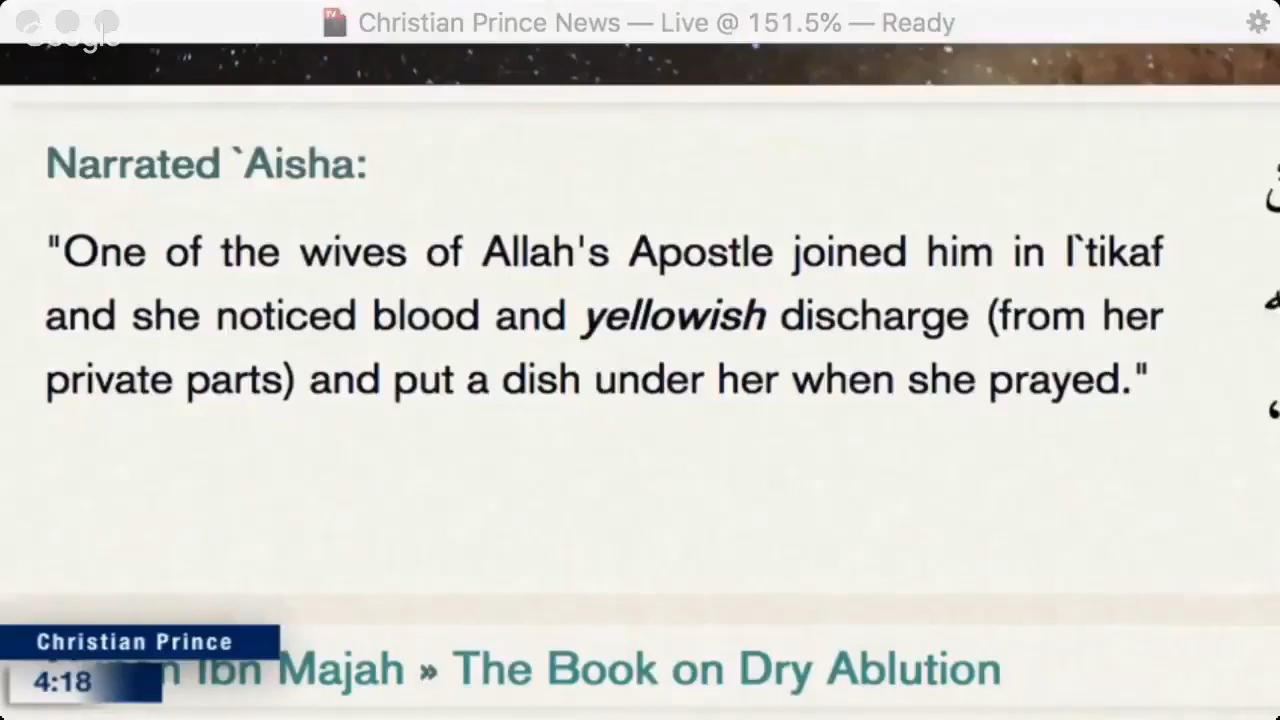 Christian Prince News — Live @ 151.5% — Ready
Google
Narrated `Aisha:
"One of the wives of Allah's Apostle joined him in I`tikaf
and she noticed blood and yellowish discharge (from her
private parts) and put a dish under her when she prayed."
Christian Prince
Ibn Majah » The Book on Dry Ablution
4:18